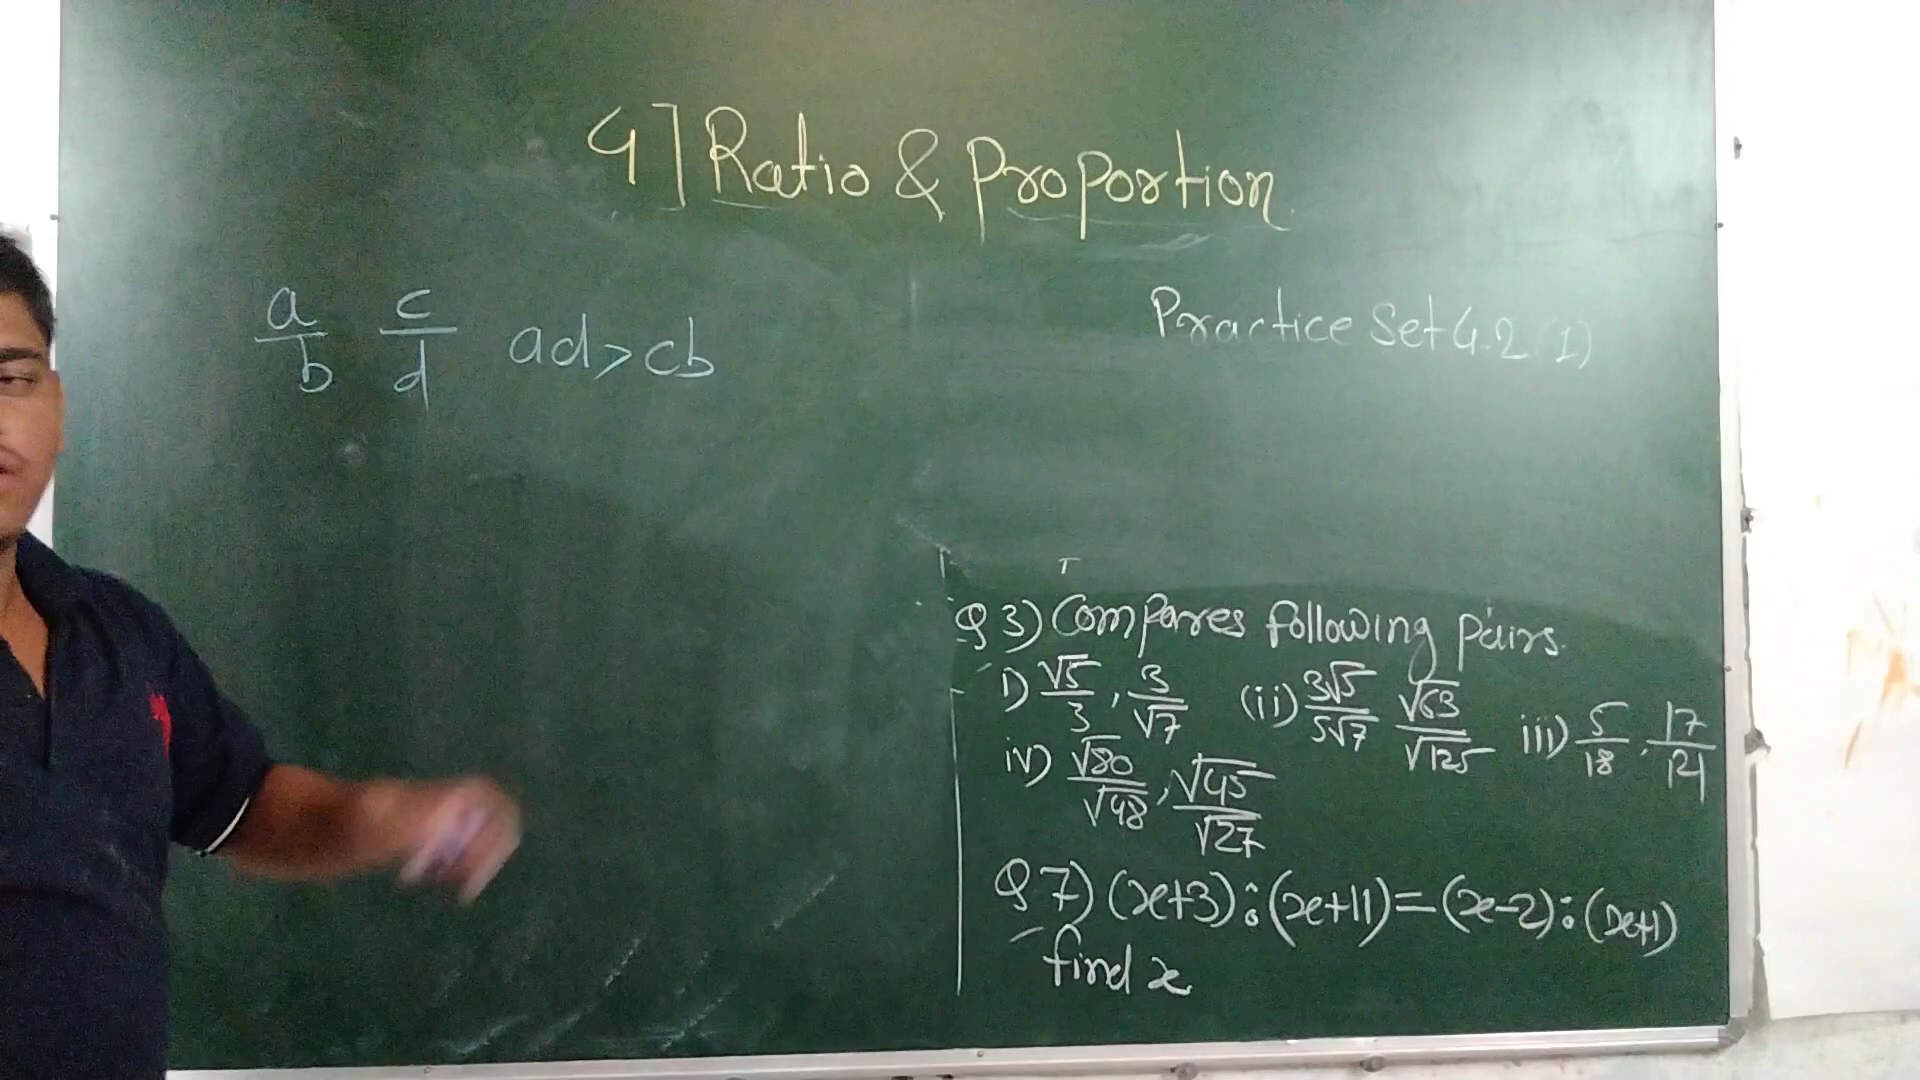 4] Ratio & Proportion
a/b c/d ad>cb
Practice Set 4.2 (1)
Q 3) Compares following pairs.
i) √5/3 , 3/√7 (ii) 3√5/5√7 √63/√125 iii) 5/18 , 17/121
iv) √80/√48 , √45/√27
Q 7) (x+3):(x+11)=(x-2):(x+1)
find x